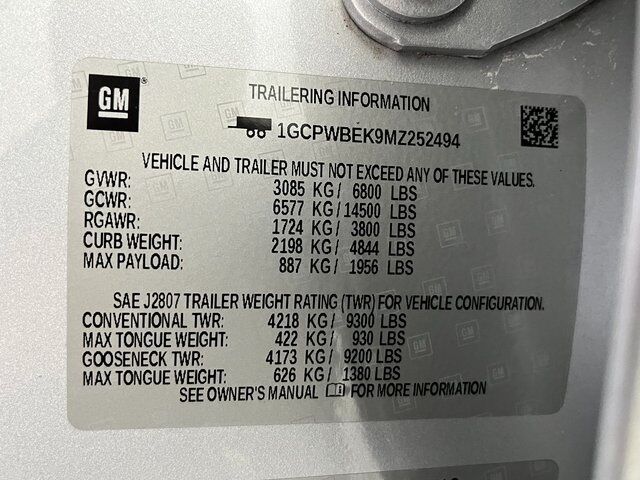 GM
TRAILERING INFORMATION
1GCPWBEK9MZ252494
VEHICLE AND TRAILER MUST NOT EXCEED ANY OF THESE VALUES.
GVWR: 3085 KG/ 6800 LBS
GCWR: 6577 KG/ 14500 LBS
RGAWR: 1724 KG/ 3800 LBS
CURB WEIGHT: 2198 KG/ 4844 LBS
MAX PAYLOAD: 887 KG/ 1956 LBS
SAE J2807 TRAILER WEIGHT RATING (TWR) FOR VEHICLE CONFIGURATION.
CONVENTIONAL TWR: 4218 KG/ 9300 LBS
MAX TONGUE WEIGHT: 422 KG/ 930 LBS
GOOSENECK TWR: 4173 KG/ 9200 LBS
MAX TONGUE WEIGHT: 626 KG/ 1380 LBS
SEE OWNER'S MANUAL FOR MORE INFORMATION